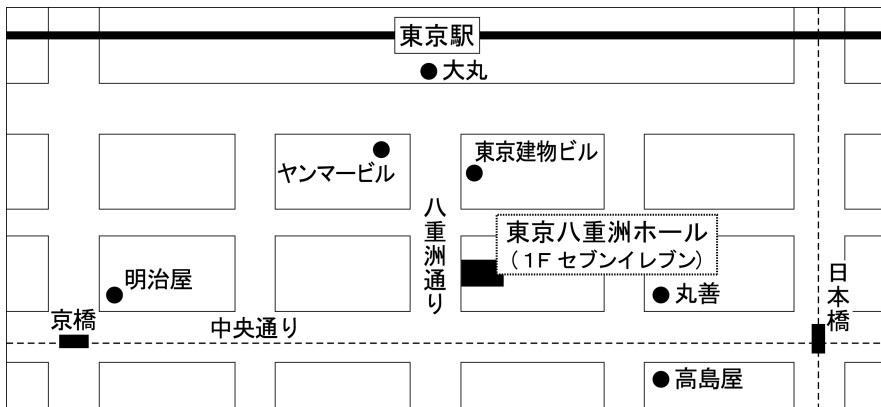 東京駅
大丸
ヤンマービル
東京建物ビル
八重洲通り
東京八重洲ホール
（1F セブンイレブン）
明治屋
丸善
日本橋
京橋
中央通り
高島屋